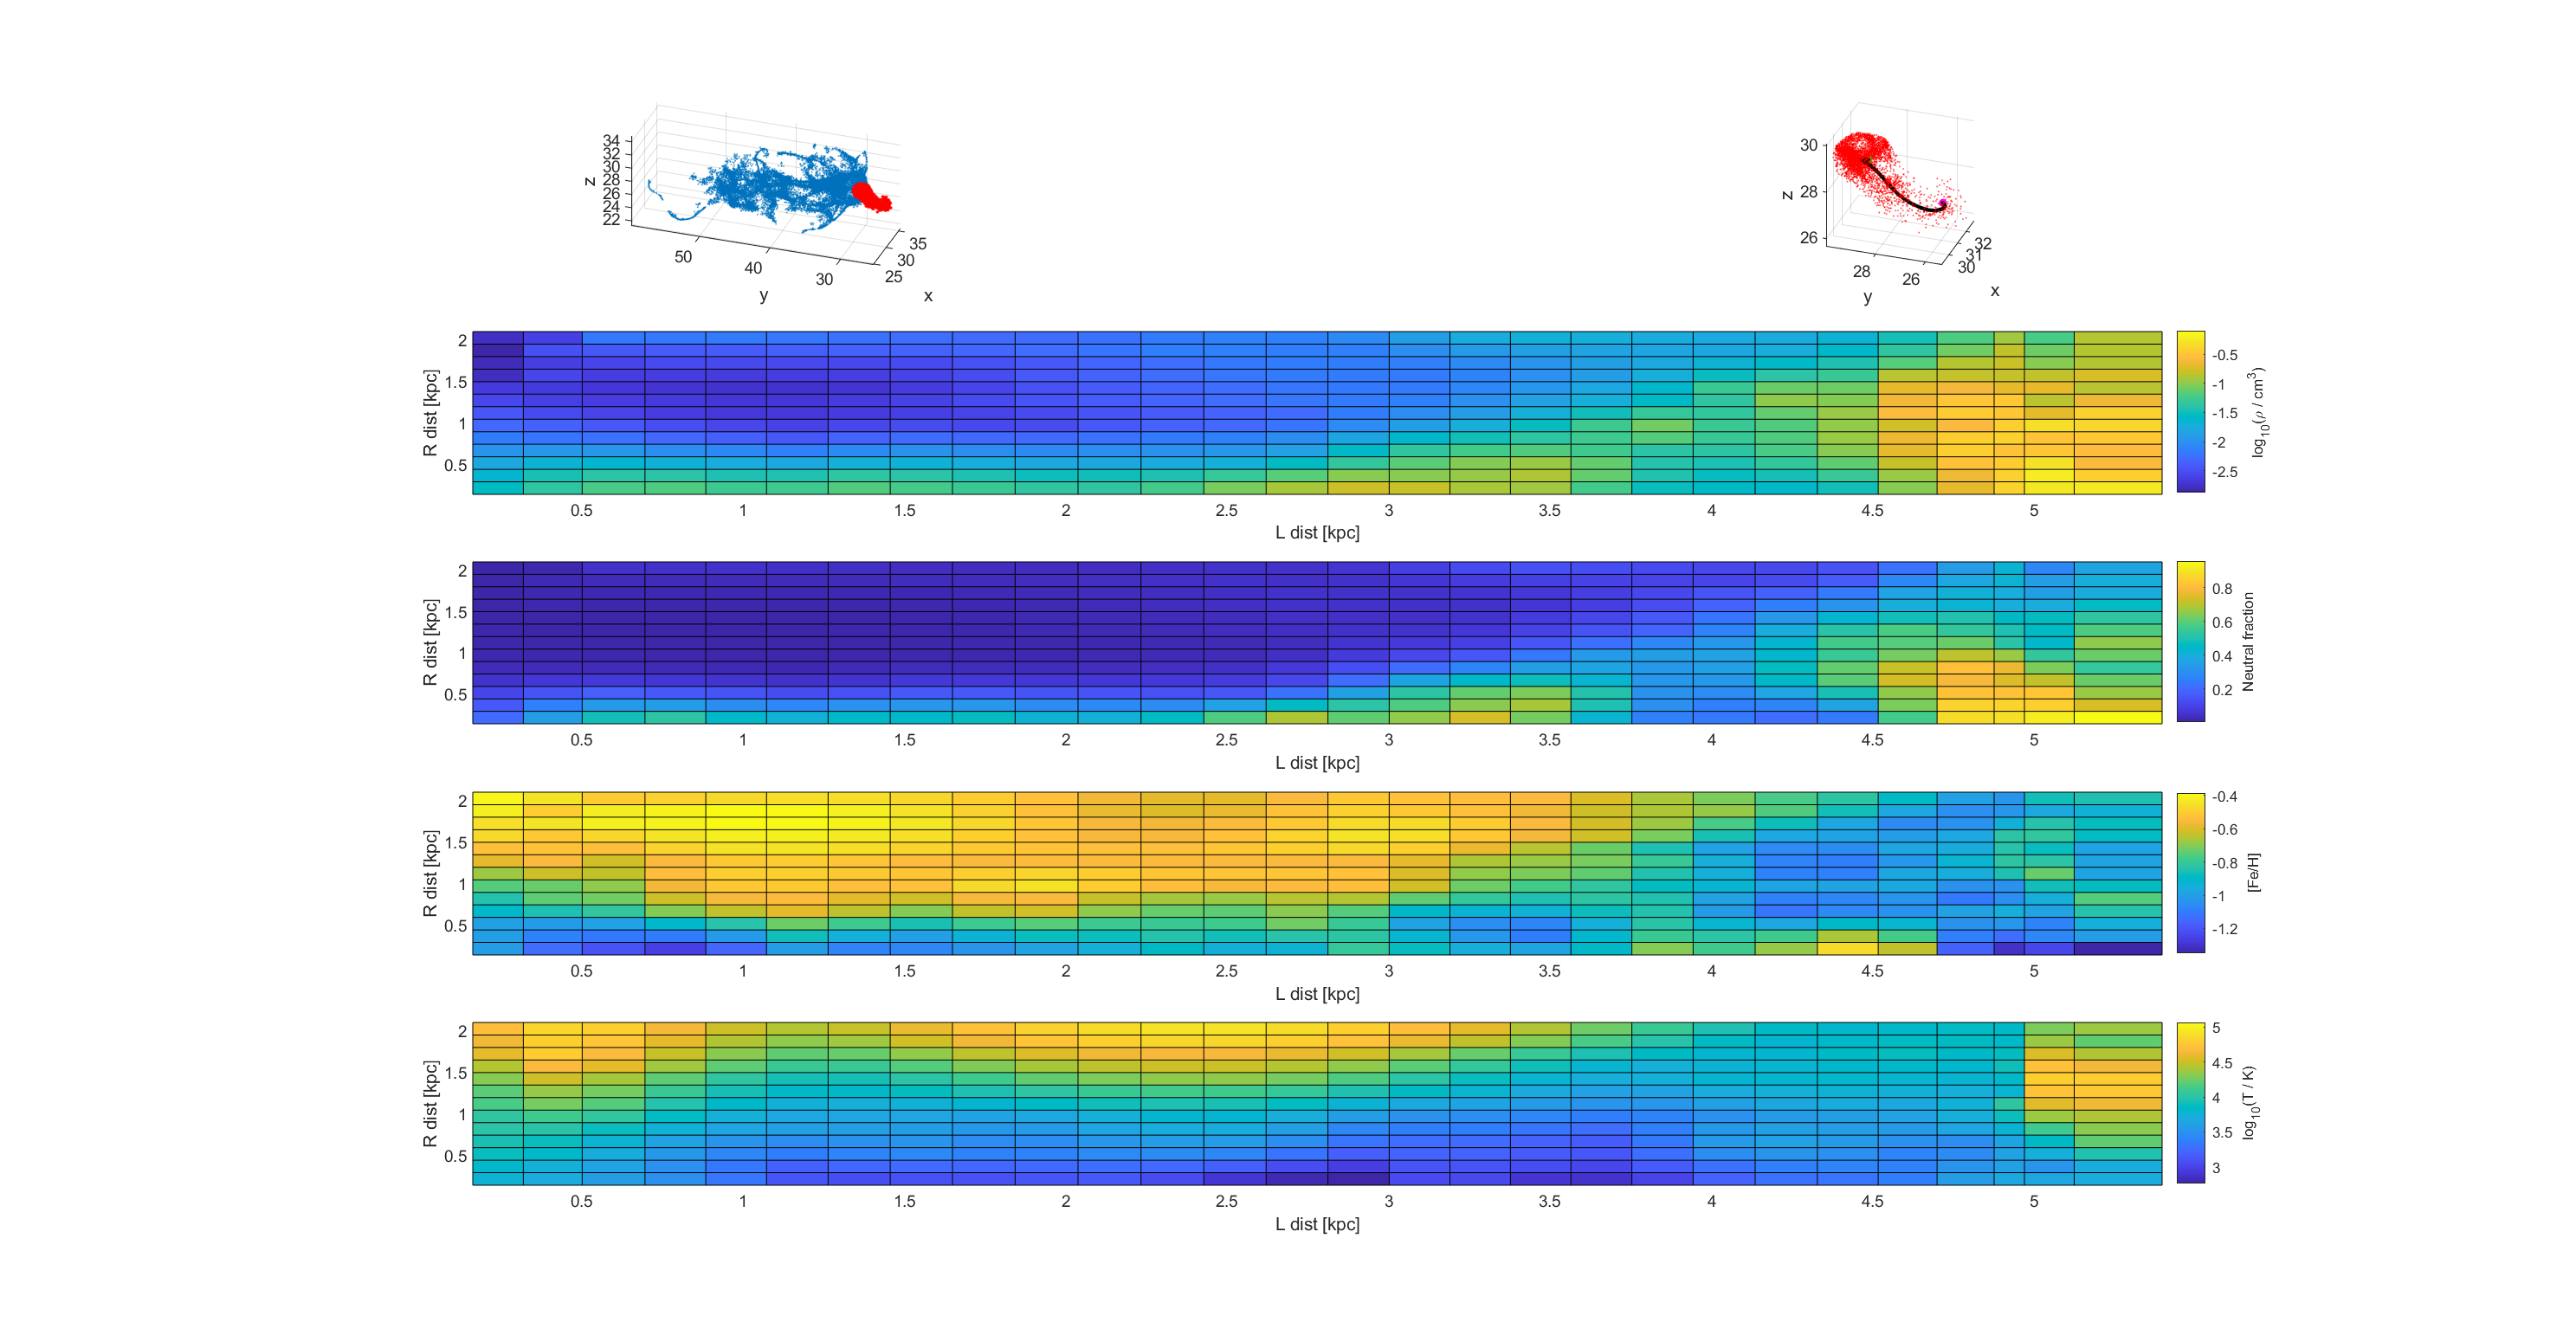 34
32
30
28
26
24
22
z
50
40
30
y
35
30
25
x
30
28
26
z
28
26
y
32
31
30
x
2
1.5
1
0.5
R dist [kpc]
0.5 1 1.5 2 2.5 3 3.5 4 4.5 5
L dist [kpc]
-0.5
-1
-1.5
-2
-2.5
log10(ρ / cm3)
2
1.5
1
0.5
R dist [kpc]
0.5 1 1.5 2 2.5 3 3.5 4 4.5 5
L dist [kpc]
0.8
0.6
0.4
0.2
Neutral fraction
2
1.5
1
0.5
R dist [kpc]
0.5 1 1.5 2 2.5 3 3.5 4 4.5 5
L dist [kpc]
-0.4
-0.6
-0.8
-1
-1.2
[Fe/H]
2
1.5
1
0.5
R dist [kpc]
0.5 1 1.5 2 2.5 3 3.5 4 4.5 5
L dist [kpc]
5
4.5
4
3.5
3
log10(T / K)